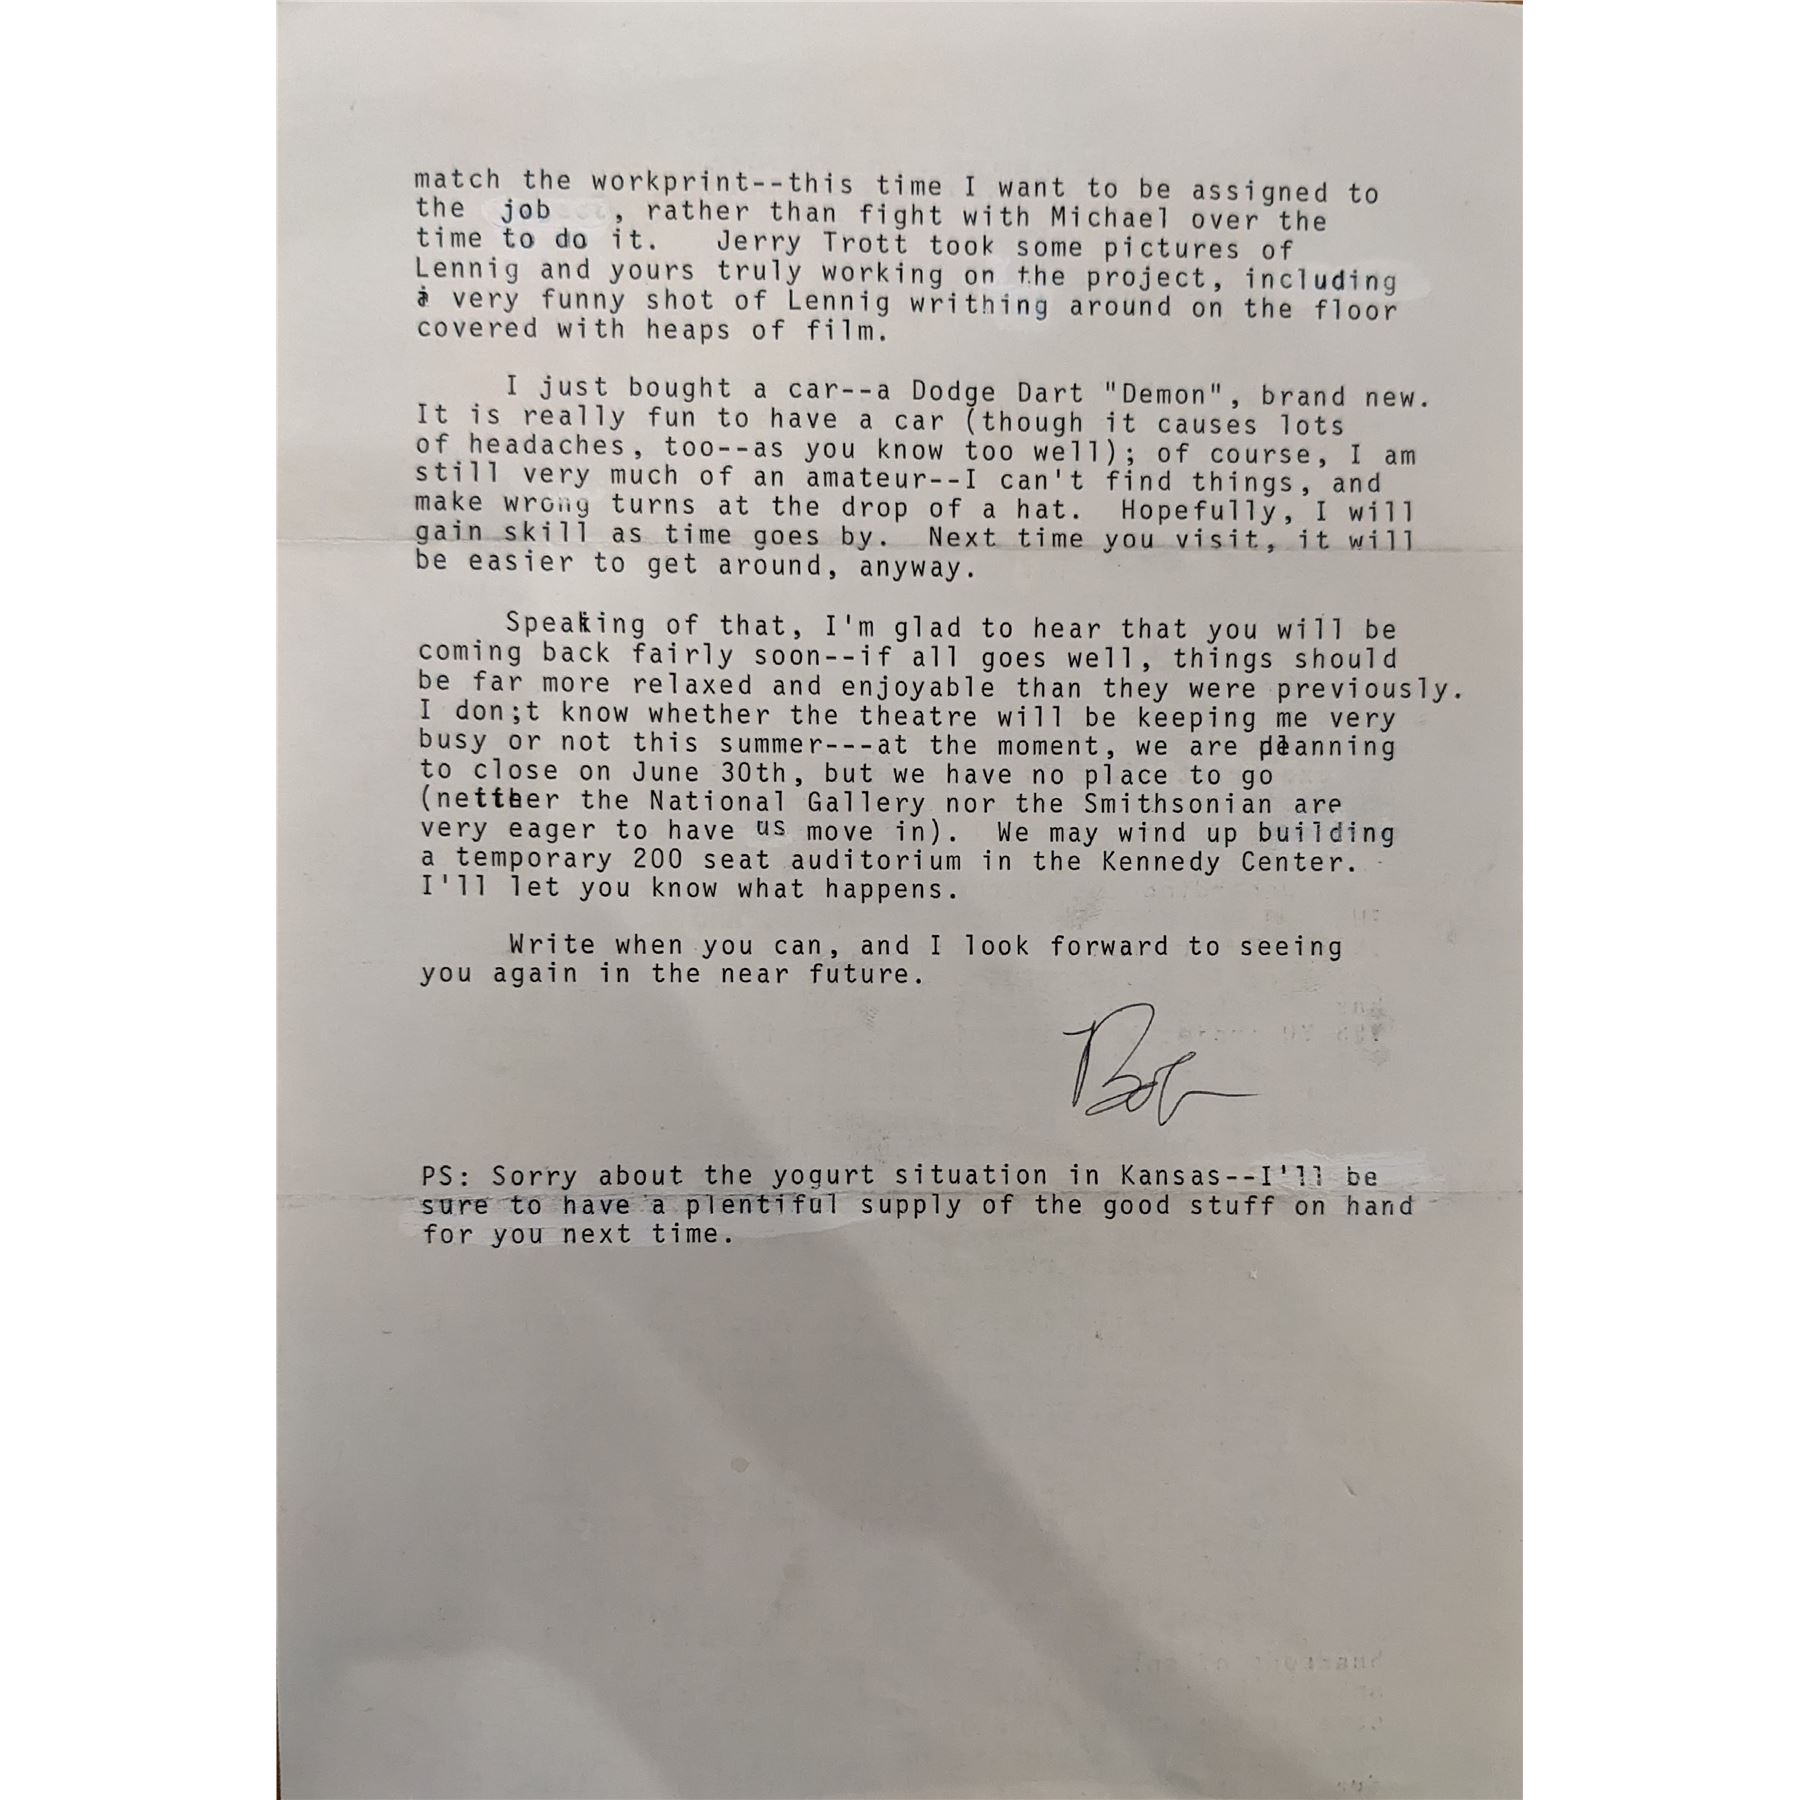 match the workprint--this time I want to be assigned to
the job , rather than fight with Michael over the
time to do it. Jerry Trott took some pictures of
Lennig and yours truly working on the project, including
a very funny shot of Lennig writhing around on the floor
covered with heaps of film.
I just bought a car--a Dodge Dart "Demon", brand new.
It is really fun to have a car (though it causes lots
of headaches, too--as you know too well); of course, I am
still very much of an amateur--I can't find things, and
make wrong turns at the drop of a hat. Hopefully, I will
gain skill as time goes by. Next time you visit, it will
be easier to get around, anyway.
Speaking of that, I'm glad to hear that you will be
coming back fairly soon--if all goes well, things should
be far more relaxed and enjoyable than they were previously.
I don;t know whether the theatre will be keeping me very
busy or not this summer---at the moment, we are planning
to close on June 30th, but we have no place to go
(neither the National Gallery nor the Smithsonian are
very eager to have us move in). We may wind up building
a temporary 200 seat auditorium in the Kennedy Center.
I'll let you know what happens.
Write when you can, and I look forward to seeing
you again in the near future.
Bob
PS: Sorry about the yogurt situation in Kansas--I'll be
sure to have a plentiful supply of the good stuff on hand
for you next time.